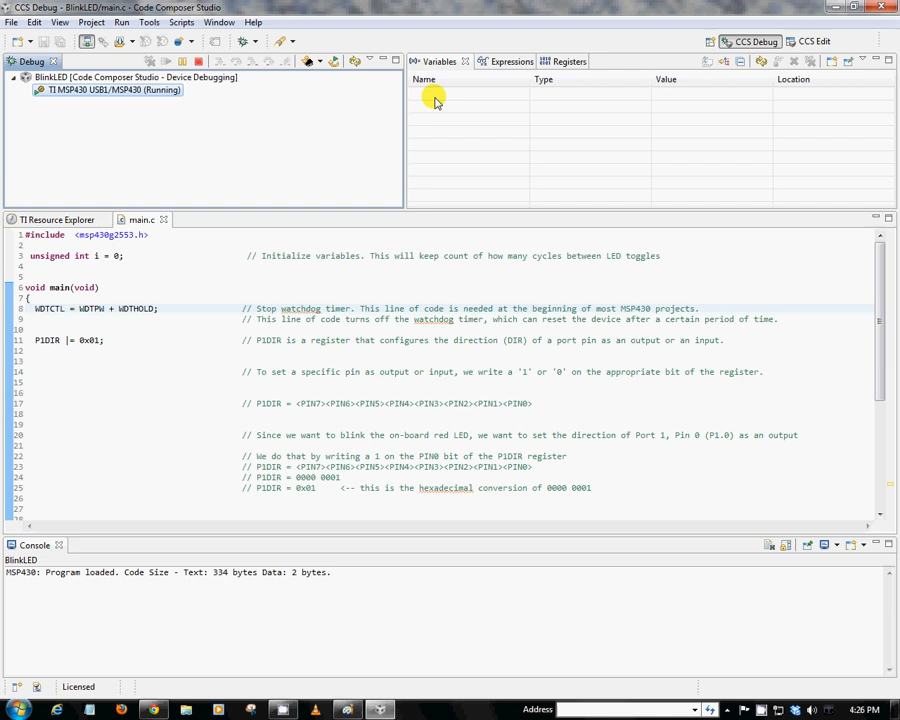 CCS Debug - BlinkLED/main.c - Code Composer Studio
File Edit View Project Tools Scripts Window Help
CCS Debug CCS Edit
Debug
BlinkLED [Code Composer Studio - Device Debugging]
TI MSP430 USB1/MSP430 (Running)
Variables Expressions Registers
Name Type Value Location
TI Resource Explorer main.c
1 #include <msp430g2553.h>
2
3 unsigned int i = 0; // Initialize variables. This will keep count of how many cycles between LED toggles
4
5
6 void main(void)
7 {
8 WDTCTL = WDTPW + WDTHOLD; // Stop watchdog timer. This line of code is needed at the beginning of most MSP430 projects.
9 // This line of code turns off the watchdog timer, which can reset the device after a certain period of time.
10
11 P1DIR |= 0x01; // P1DIR is a register that configures the direction (DIR) of a port pin as an output or an input.
12
13
14 // To set a specific pin as output or input, we write a '1' or '0' on the appropriate bit of the register.
15
16
17 // P1DIR = <PIN7><PIN6><PIN5><PIN4><PIN3><PIN2><PIN1><PIN0>
18
19
20 // Since we want to blink the on-board red LED, we want to set the direction of Port 1, Pin 0 (P1.0) as an output
21
22 // We do that by writing a 1 on the PIN0 bit of the P1DIR register
23 // P1DIR = <PIN7><PIN6><PIN5><PIN4><PIN3><PIN2><PIN1><PIN0>
24 // P1DIR = 0000 0001
25 // P1DIR = 0x01 <-- this is the hexadecimal conversion of 0000 0001
26
27
28
Console
BlinkLED
MSP430: Program loaded. Code Size - Text: 334 bytes Data: 2 bytes.
Licensed
Address 4:26 PM